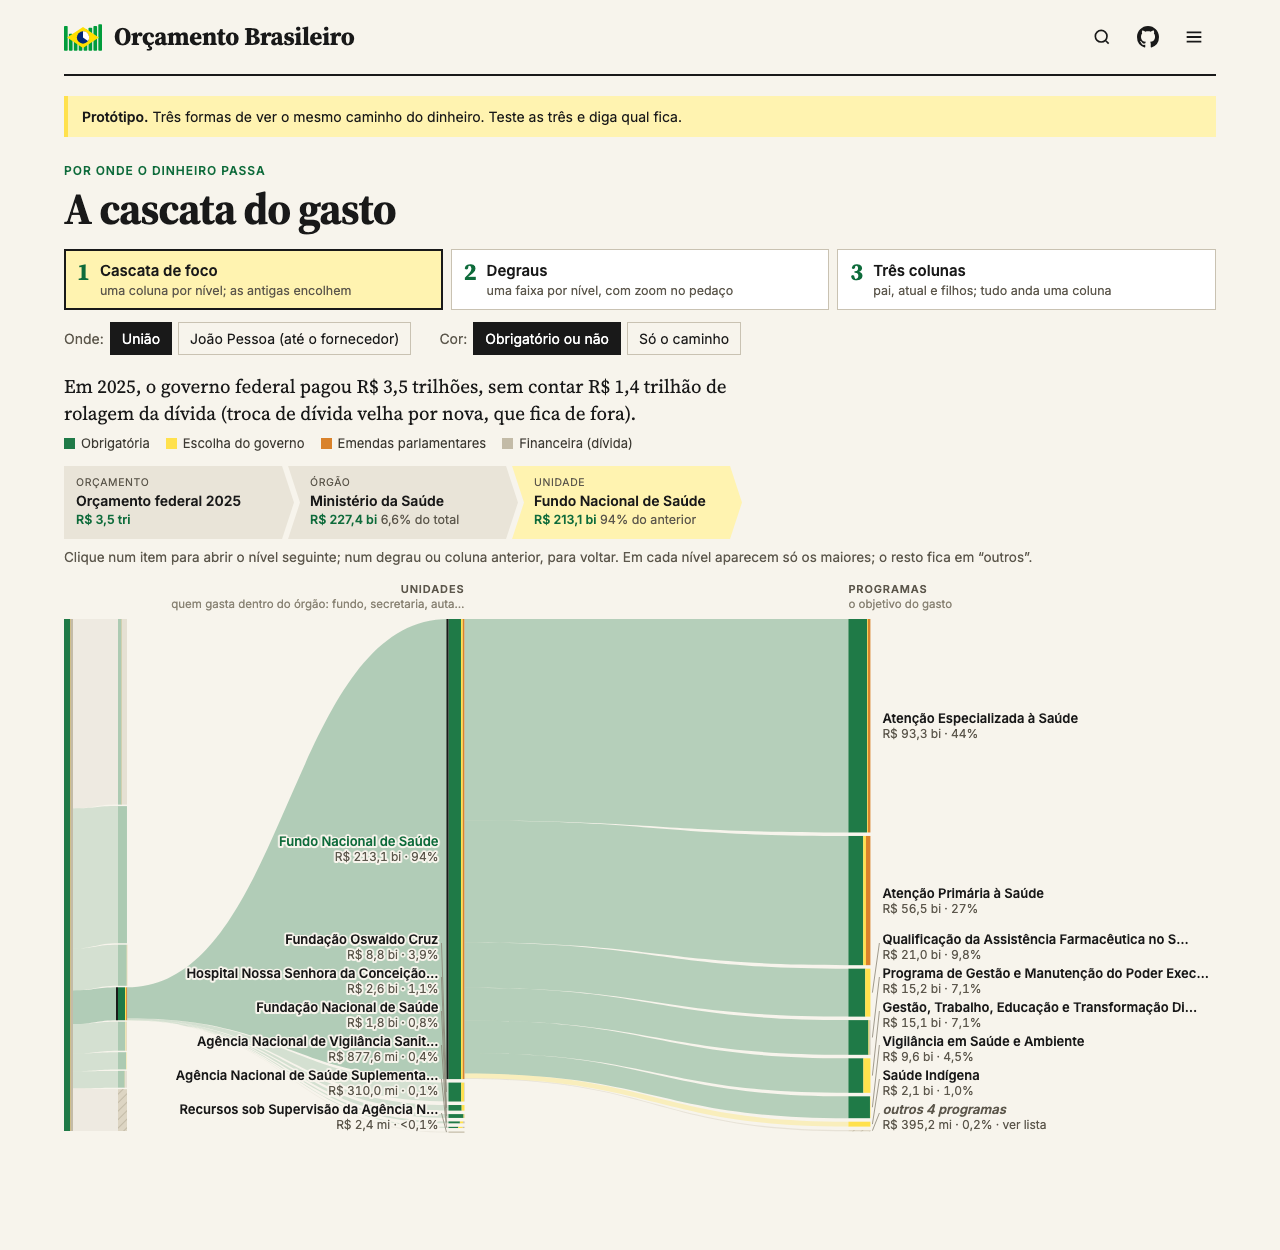 Orçamento Brasileiro
Protótipo. Três formas de ver o mesmo caminho do dinheiro. Teste as três e diga qual fica.
POR ONDE O DINHEIRO PASSA
A cascata do gasto
1 Cascata de foco
uma coluna por nível; as antigas encolhem
2 Degraus
uma faixa por nível, com zoom no pedaço
3 Três colunas
pai, atual e filhos; tudo anda uma coluna
Onde: União João Pessoa (até o fornecedor) Cor: Obrigatório ou não Só o caminho
Em 2025, o governo federal pagou R$ 3,5 trilhões, sem contar R$ 1,4 trilhão de
rolagem da dívida (troca de dívida velha por nova, que fica de fora).
Obrigatória Escolha do governo Emendas parlamentares Financeira (dívida)
ORÇAMENTO
Orçamento federal 2025
R$ 3,5 tri
ÓRGÃO
Ministério da Saúde
R$ 227,4 bi 6,6% do total
UNIDADE
Fundo Nacional de Saúde
R$ 213,1 bi 94% do anterior
Clique num item para abrir o nível seguinte; num degrau ou coluna anterior, para voltar. Em cada nível aparecem só os maiores; o resto fica em “outros”.
UNIDADES
quem gasta dentro do órgão: fundo, secretaria, auta…
Fundo Nacional de Saúde
R$ 213,1 bi · 94%
Fundação Oswaldo Cruz
R$ 8,8 bi · 3,9%
Hospital Nossa Senhora da Conceição…
R$ 2,6 bi · 1,1%
Fundação Nacional de Saúde
R$ 1,8 bi · 0,8%
Agência Nacional de Vigilância Sanit…
R$ 877,6 mi · 0,4%
Agência Nacional de Saúde Suplementa…
R$ 310,0 mi · 0,1%
Recursos sob Supervisão da Agência N…
R$ 2,4 mi · <0,1%
PROGRAMAS
o objetivo do gasto
Atenção Especializada à Saúde
R$ 93,3 bi · 44%
Atenção Primária à Saúde
R$ 56,5 bi · 27%
Qualificação da Assistência Farmacêutica no S…
R$ 21,0 bi · 9,8%
Programa de Gestão e Manutenção do Poder Exec…
R$ 15,2 bi · 7,1%
Gestão, Trabalho, Educação e Transformação Di…
R$ 15,1 bi · 7,1%
Vigilância em Saúde e Ambiente
R$ 9,6 bi · 4,5%
Saúde Indígena
R$ 2,1 bi · 1,0%
outros 4 programas
R$ 395,2 mi · 0,2% · ver lista